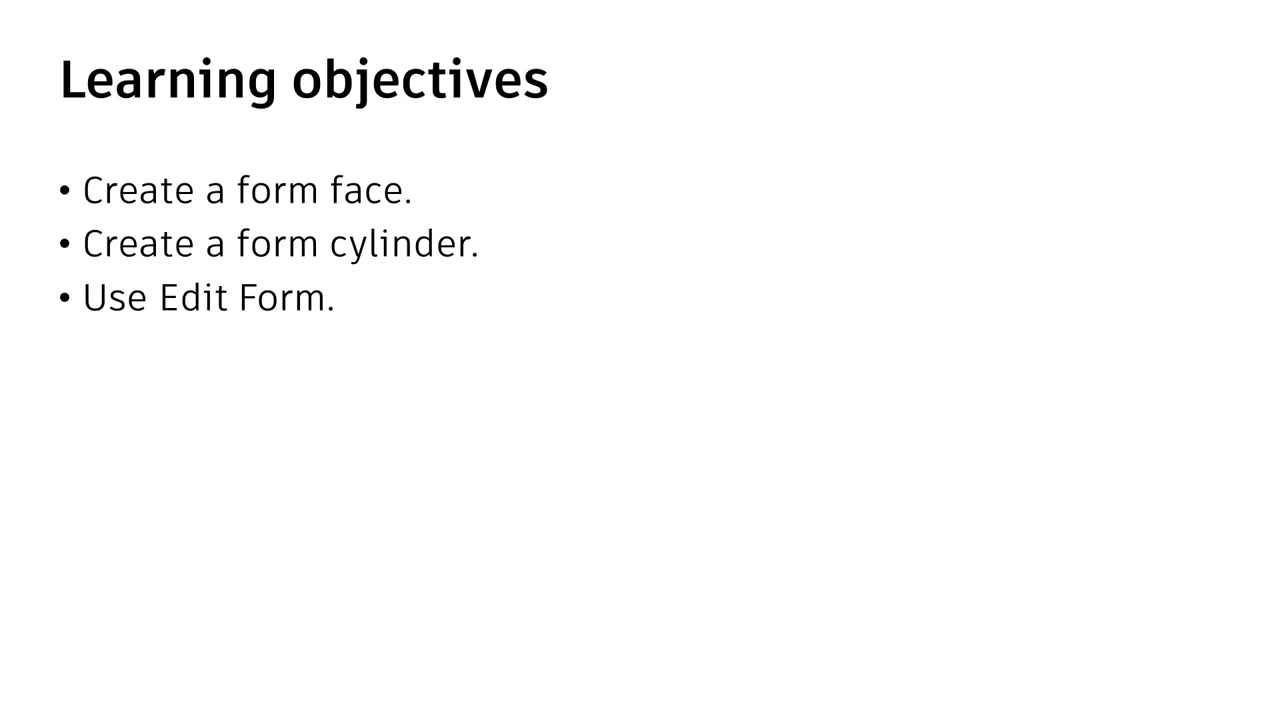 Learning objectives
• Create a form face.
• Create a form cylinder.
• Use Edit Form.